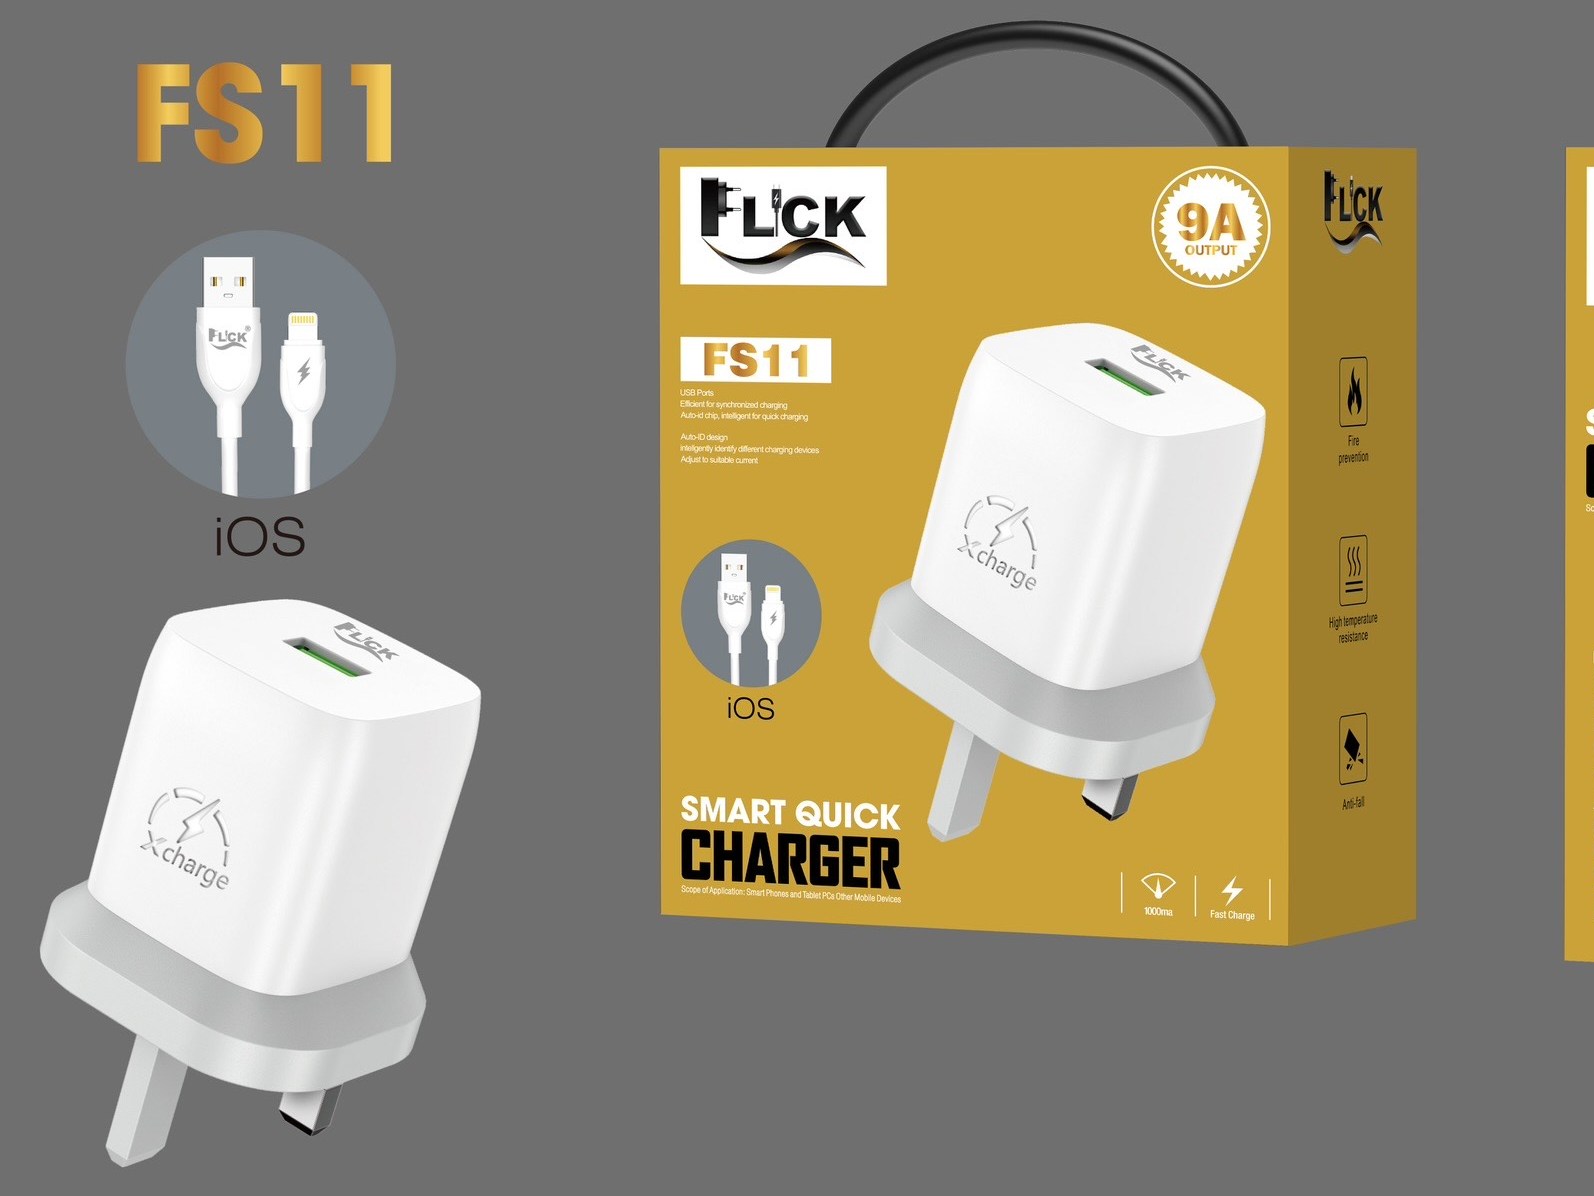 FS11
FLICK
iOS
FLICK
Xcharge
FLICK
9A
OUTPUT
FS11
USB Ports
Efficient for synchronized charging
Auto-id chip, intelligent for quick charging
Auto-ID design
intelligently identify different charging devices
Adjust to suitable current
FLICK
Xcharge
FLICK
iOS
SMART QUICK
CHARGER
Scope of Application: Smart Phones and Tablet PCs Other Mobile Devices
1000ma
Fast Charge
FLICK
Fire
prevention
High temperature
resistance
Anti-fall